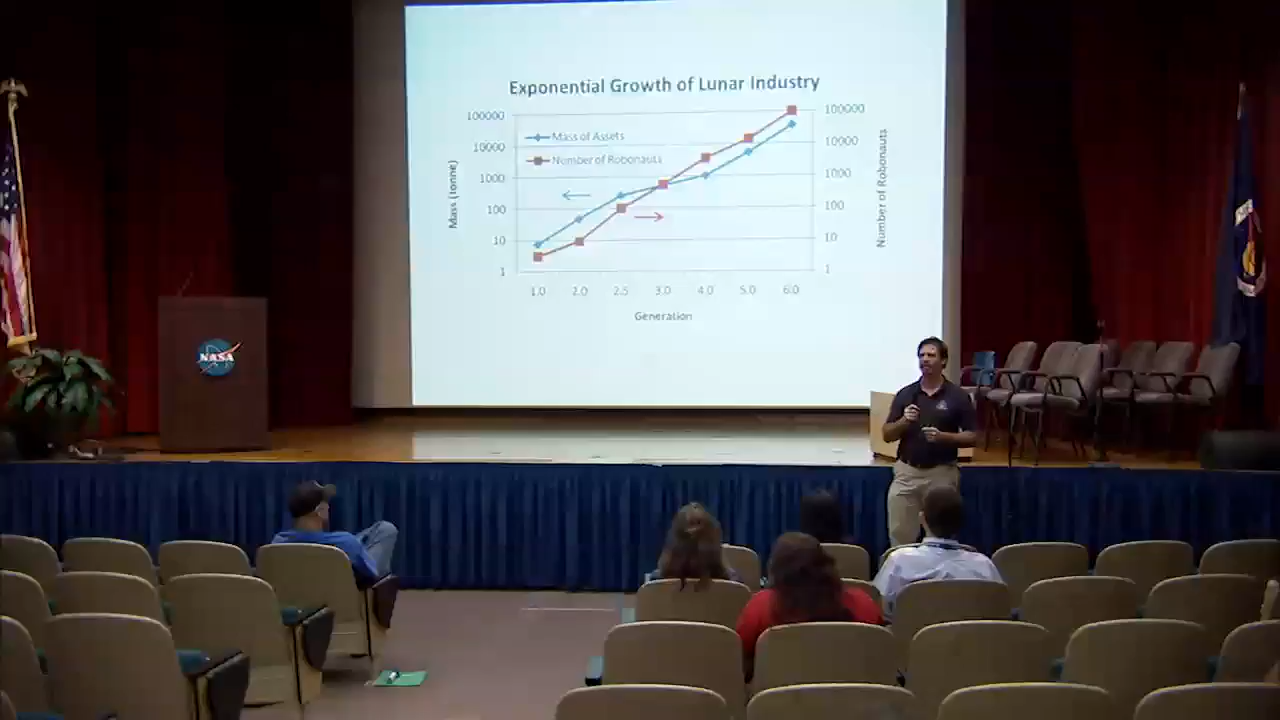 Exponential Growth of Lunar Industry
100000
10000
1000
100
10
1
Mass (tonne)
Mass of Assets
Number of Robonauts
100000
10000
1000
100
10
1
Number of Robonauts
1.0 2.0 2.5 3.0 4.0 5.0 6.0
Generation
NASA